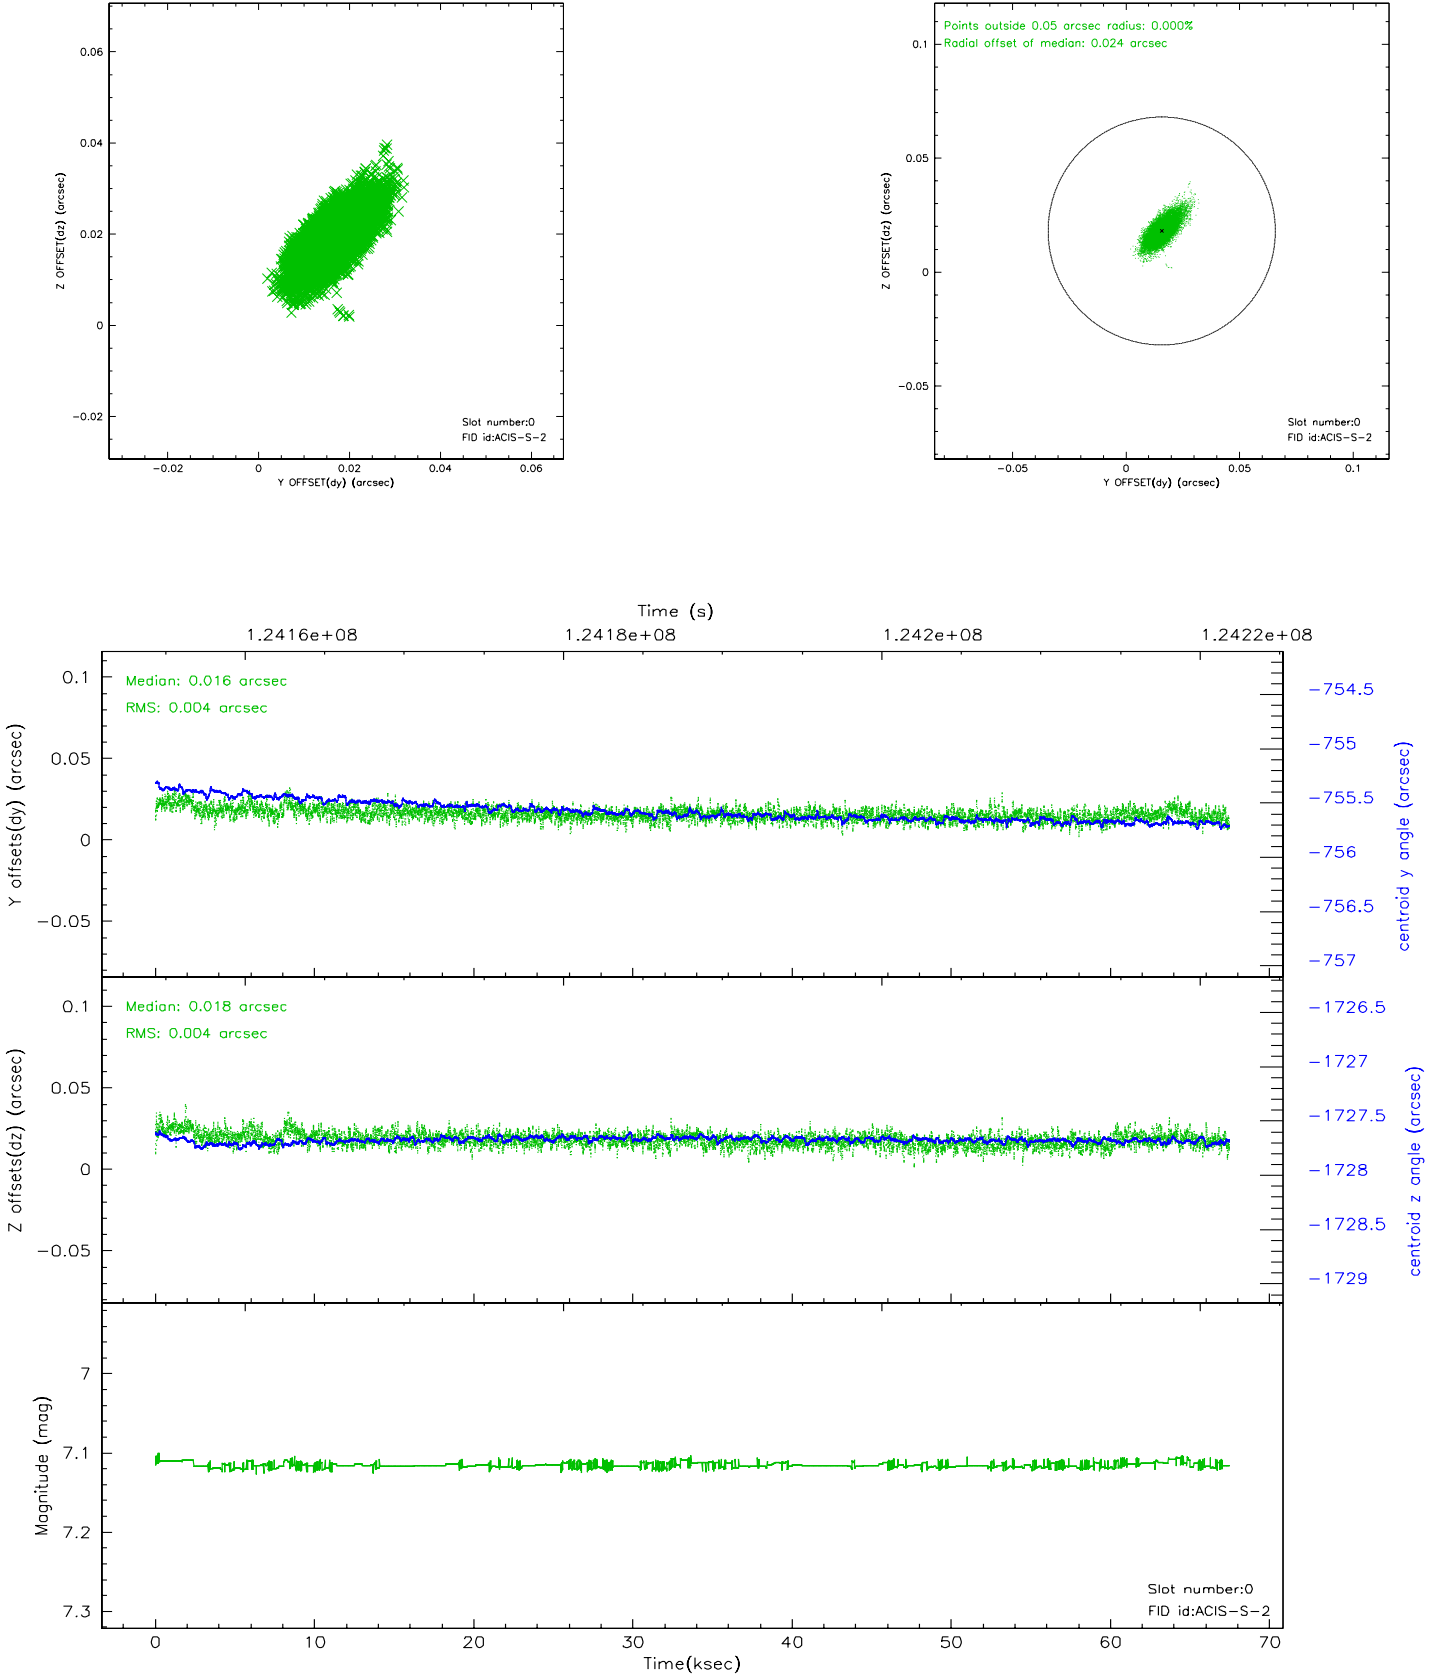 0.06
0.04
0.02
0
−0.02
Z OFFSET(dz) (arcsec)
Slot number:0
FID id:ACIS−S−2
−0.02 0 0.02 0.04 0.06
Y OFFSET(dy) (arcsec)
Points outside 0.05 arcsec radius: 0.000%
Radial offset of median: 0.024 arcsec
0.1
0.05
0
−0.05
Z OFFSET(dz) (arcsec)
Slot number:0
FID id:ACIS−S−2
−0.05 0 0.05 0.1
Y OFFSET(dy) (arcsec)
Time (s)
1.2416e+08 1.2418e+08 1.242e+08 1.2422e+08
Median: 0.016 arcsec
RMS: 0.004 arcsec
0.1
0.05
0
−0.05
Y offsets(dy) (arcsec)
−754.5
−755
−755.5
−756
−756.5
−757
centroid y angle (arcsec)
Median: 0.018 arcsec
RMS: 0.004 arcsec
0.1
0.05
0
−0.05
Z offsets(dz) (arcsec)
−1726.5
−1727
−1727.5
−1728
−1728.5
−1729
centroid z angle (arcsec)
7
7.1
7.2
7.3
Magnitude (mag)
Slot number:0
FID id:ACIS−S−2
0 10 20 30 40 50 60 70
Time(ksec)